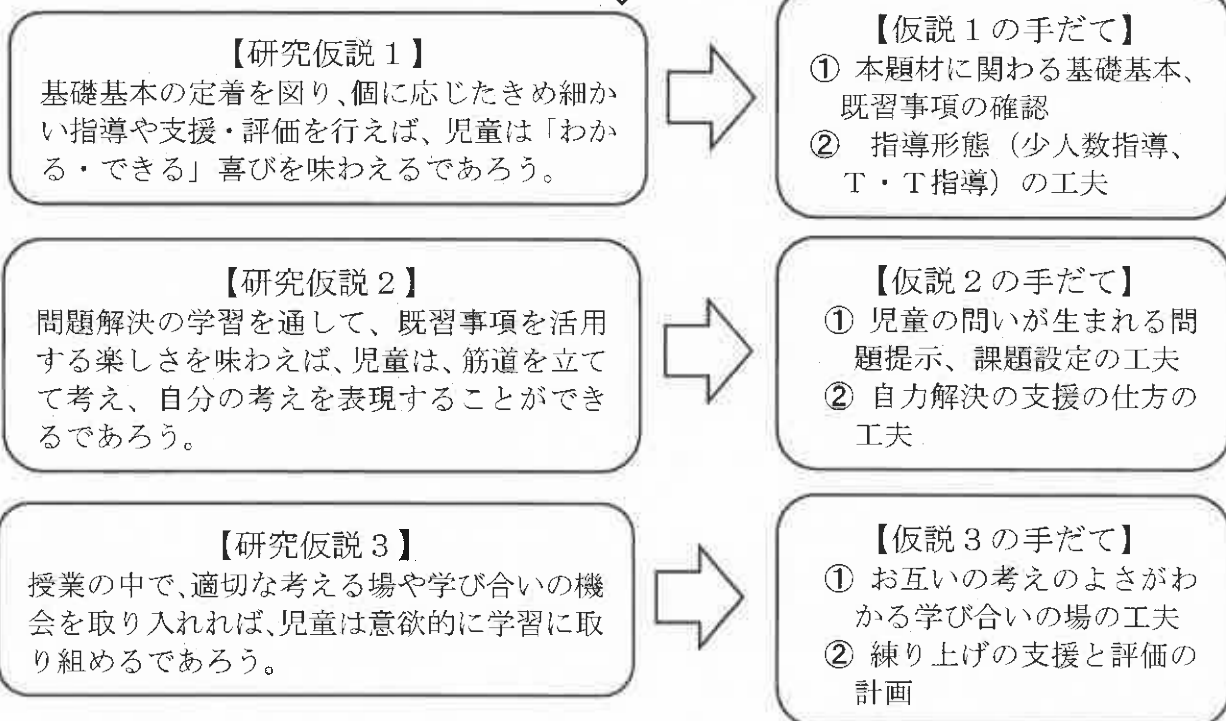 【研究仮説1】
基礎基本の定着を図り、個に応じたきめ細か
い指導や支援・評価を行えば、児童は「わか
る・できる」喜びを味わえるであろう。
【仮説1の手だて】
① 本題材に関わる基礎基本、
既習事項の確認
② 指導形態（少人数指導、
T・T指導）の工夫
【研究仮説2】
問題解決の学習を通して、既習事項を活用
する楽しさを味わえば、児童は、筋道を立て
て考え、自分の考えを表現することができ
るであろう。
【仮説2の手だて】
① 児童の問いが生まれる問
題提示、課題設定の工夫
② 自力解決の支援の仕方の
工夫
【研究仮説3】
授業の中で、適切な考える場や学び合いの機
会を取り入れれば、児童は意欲的に学習に取
り組めるであろう。
【仮説3の手だて】
① お互いの考えのよさがわ
かる学び合いの場の工夫
② 練り上げの支援と評価の
計画